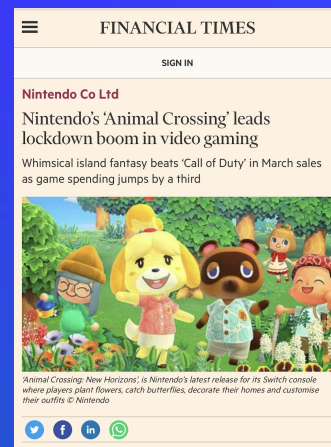 FINANCIAL TIMES
SIGN IN
Nintendo Co Ltd
Nintendo's 'Animal Crossing' leads
lockdown boom in video gaming
Whimsical island fantasy beats 'Call of Duty' in March sales
as game spending jumps by a third
'Animal Crossing: New Horizons', is Nintendo's latest release for its Switch console
where players plant flowers, catch butterflies, decorate their homes and customise
their outfits © Nintendo